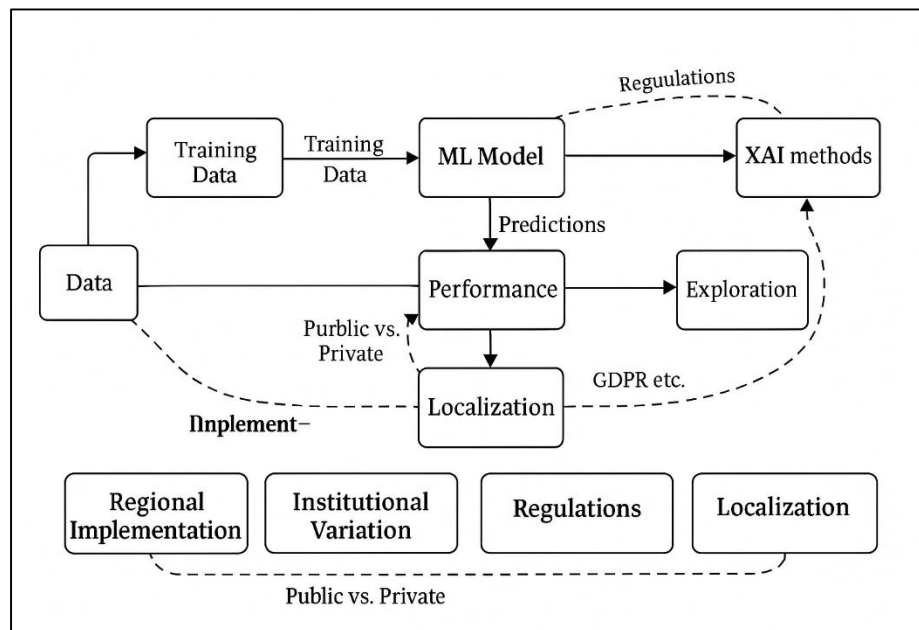 Reguulations
Training
Data
Training
Data
ML Model
XAI methods
Predictions
Data
Performance
Exploration
Purblic vs.
Private
GDPR etc.
Localization
Ilnplement–
Regional
Implementation
Institutional
Variation
Regulations
Localization
Public vs. Private